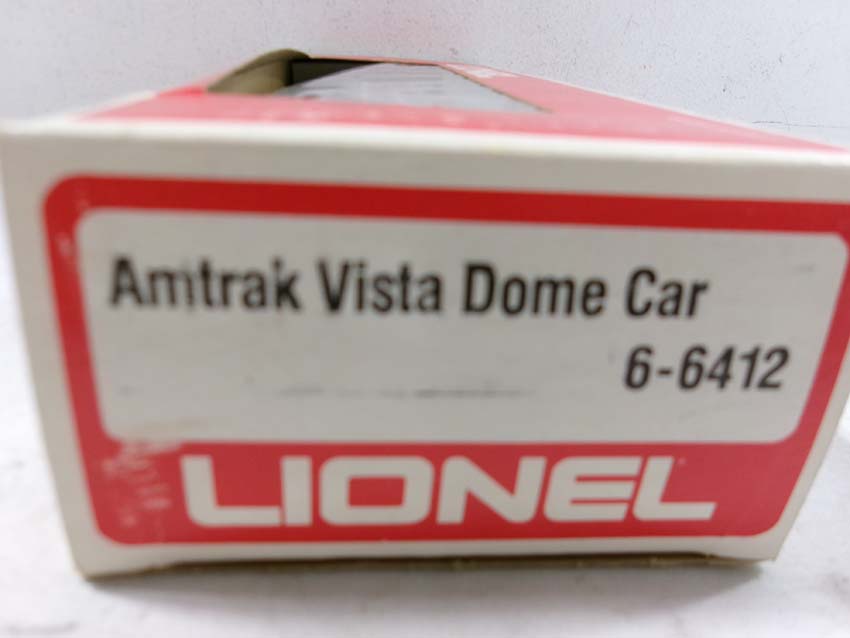 Amtrak Vista Dome Car
6-6412
LIONEL